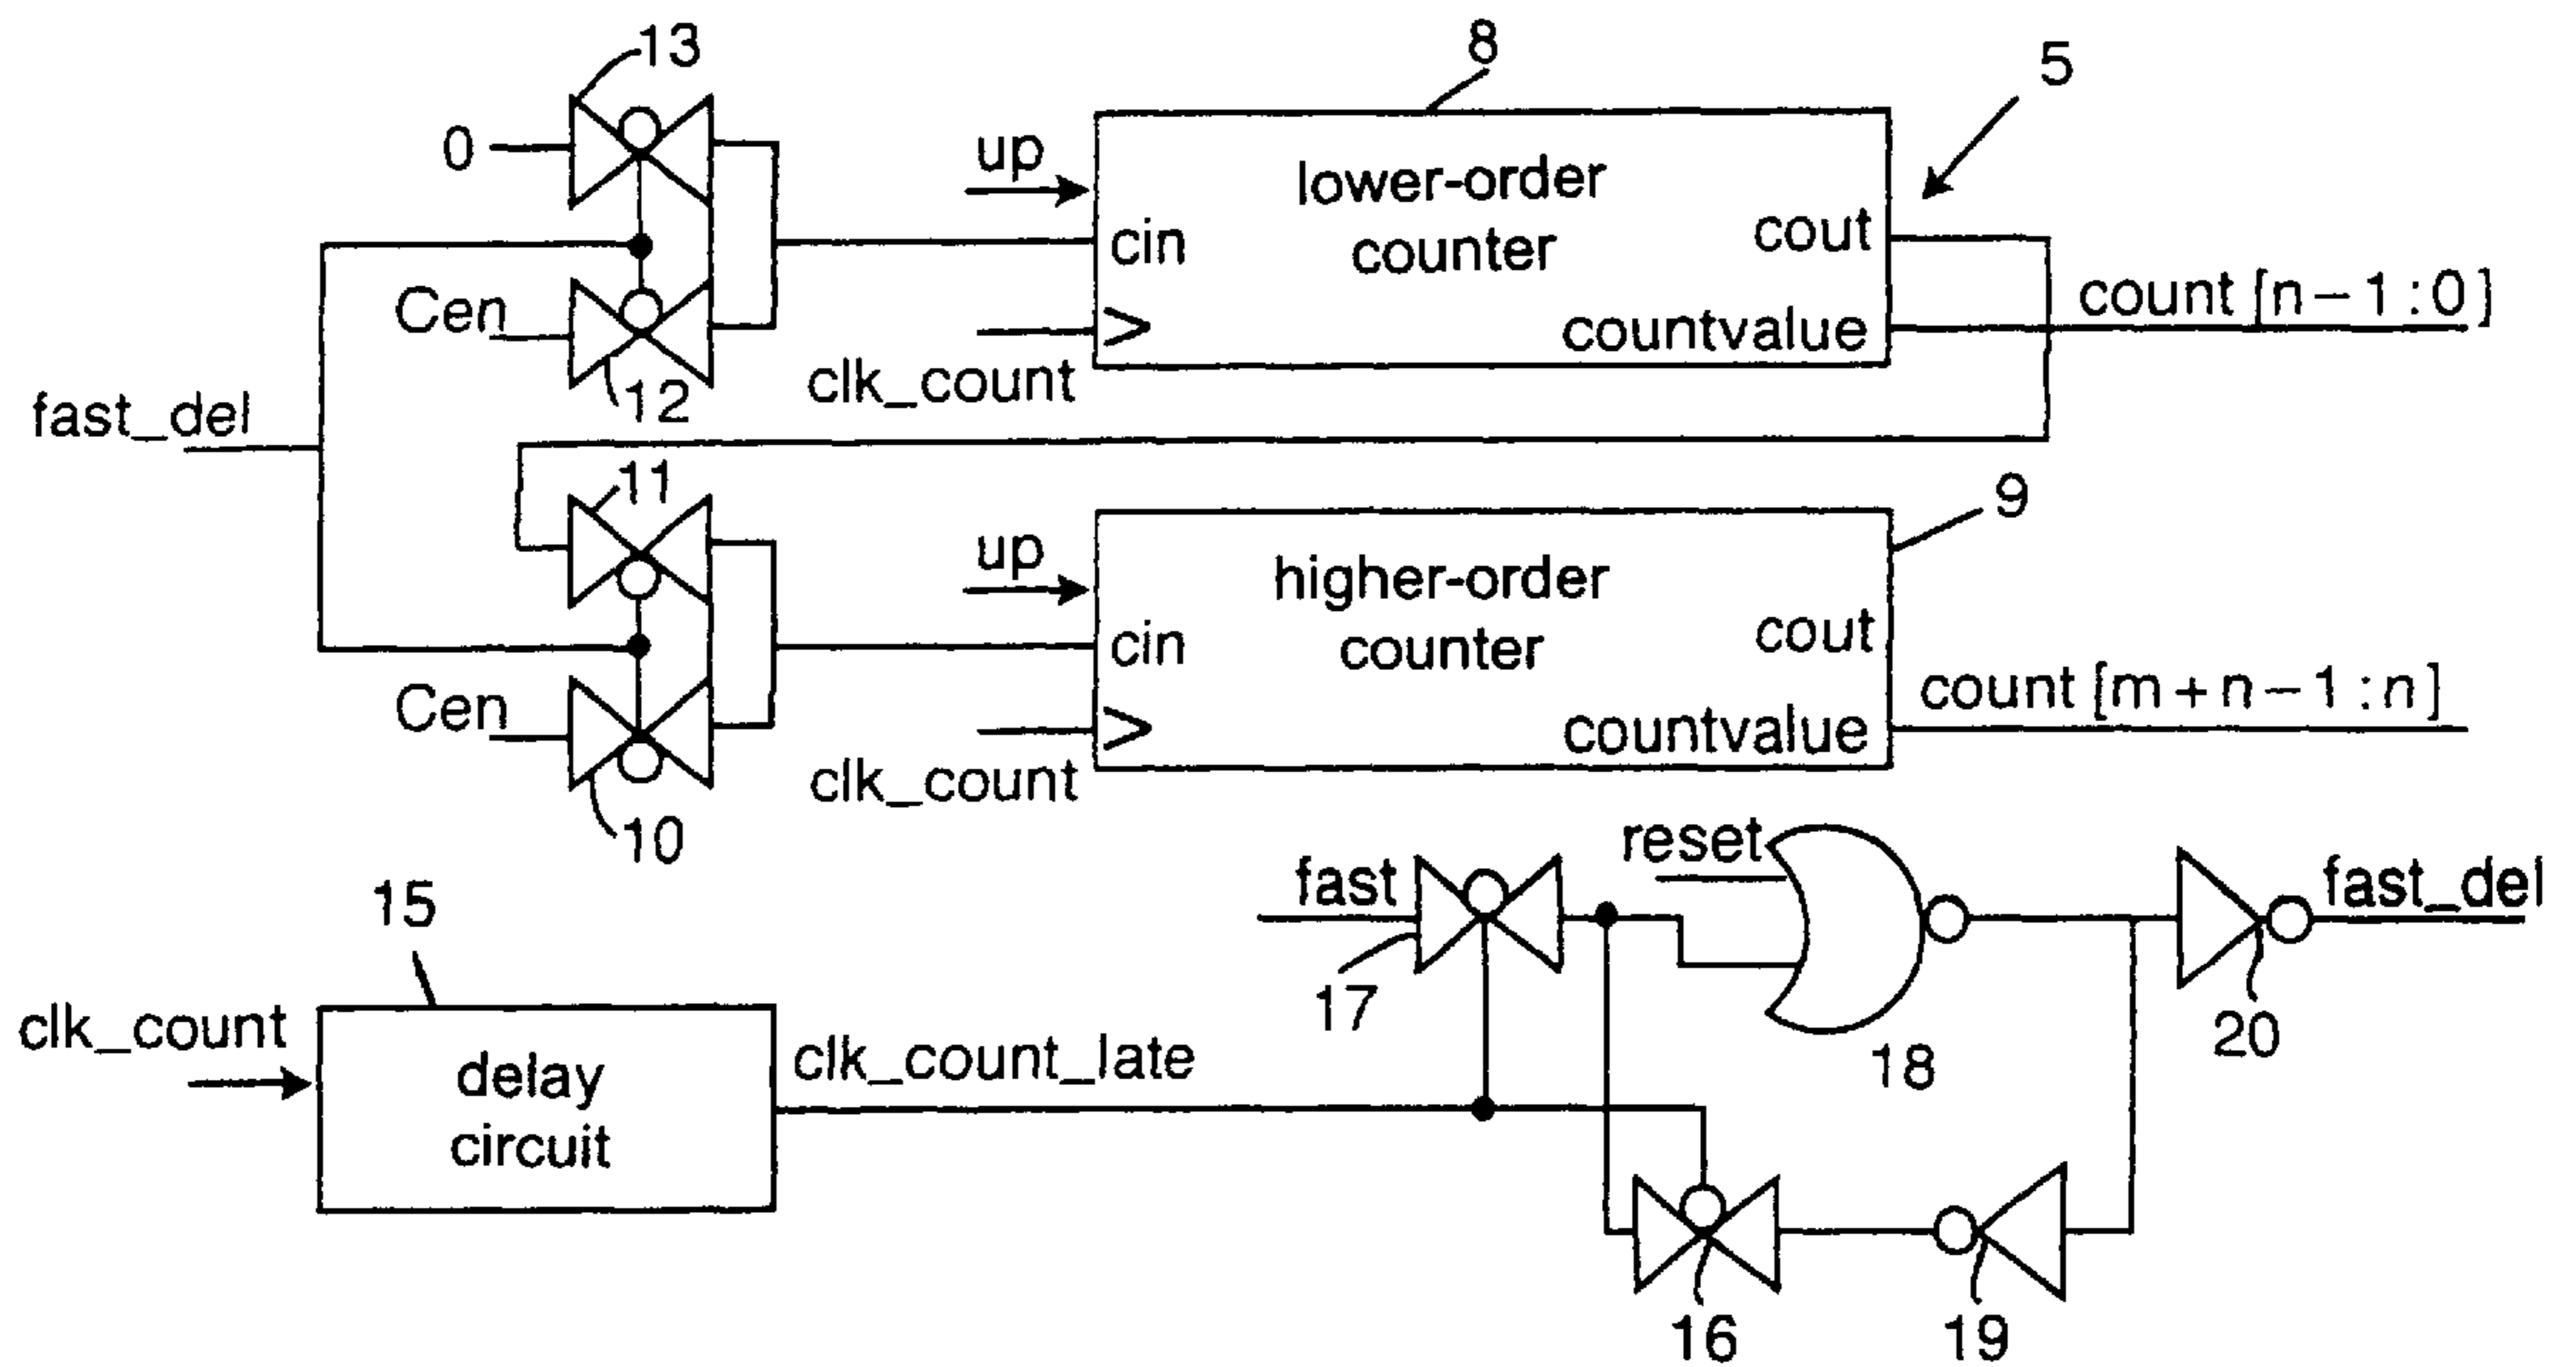 13
8
5
0
up
lower-order
counter
cin
cout
Cen
countvalue
count [n-1:0]
12
clk_count
fast_del
11
9
up
higher-order
counter
cin
cout
Cen
countvalue
count [m+n-1:n]
clk_count
10
15
fast
reset
fast_del
17
18
20
clk_count
delay
circuit
clk_count_late
16
19